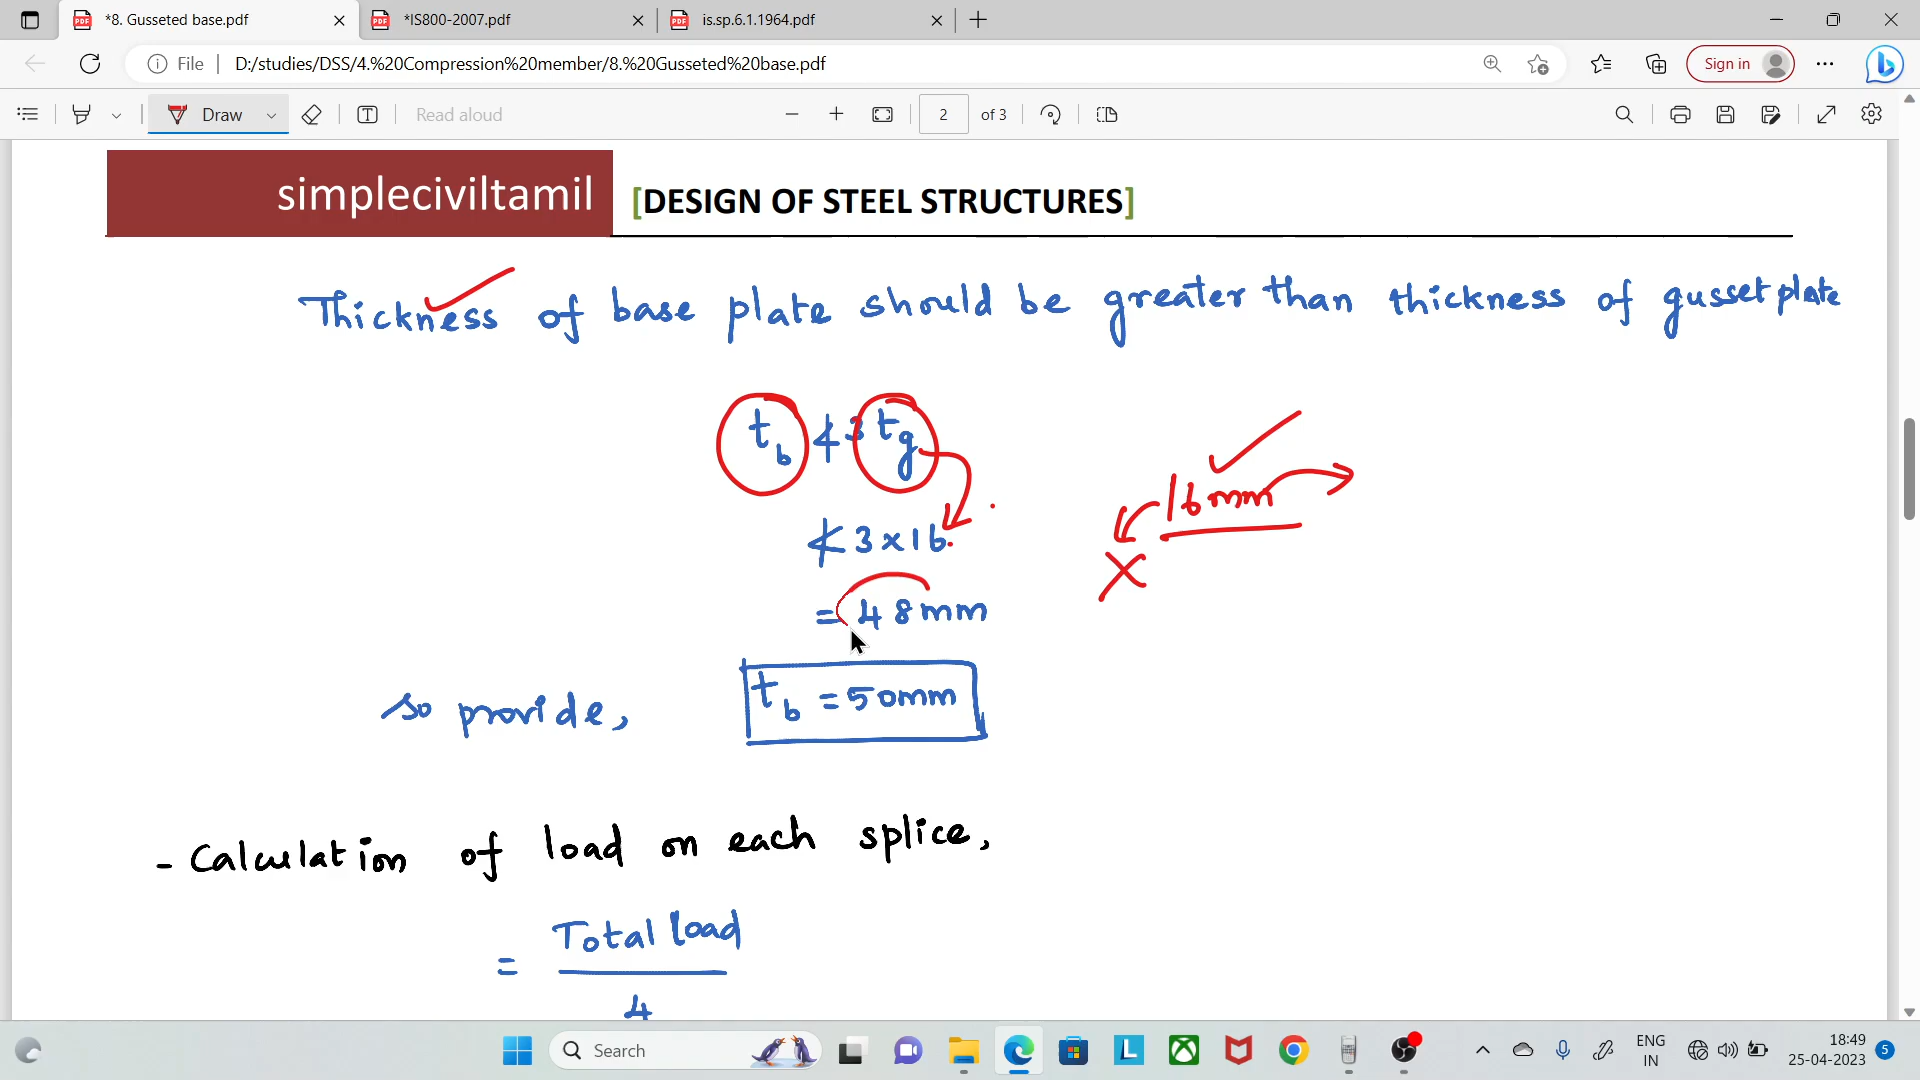 *8. Gusseted base.pdf
*IS800-2007.pdf
is.sp.6.1.1964.pdf
File
D:/studies/DSS/4.%20Compression%20member/8.%20Gusseted%20base.pdf
Sign in
Draw
Read aloud
2 of 3
simpleciviltamil [DESIGN OF STEEL STRUCTURES]
Thickness of base plate should be greater than thickness of gusset plate
tb ≮ 3 tg
16mm
≮ 3 x 16
= 48mm
so provide, tb = 50mm
- Calculation of load on each splice,
= Total load
4
Search
ENG
IN
18:49
25-04-2023
5